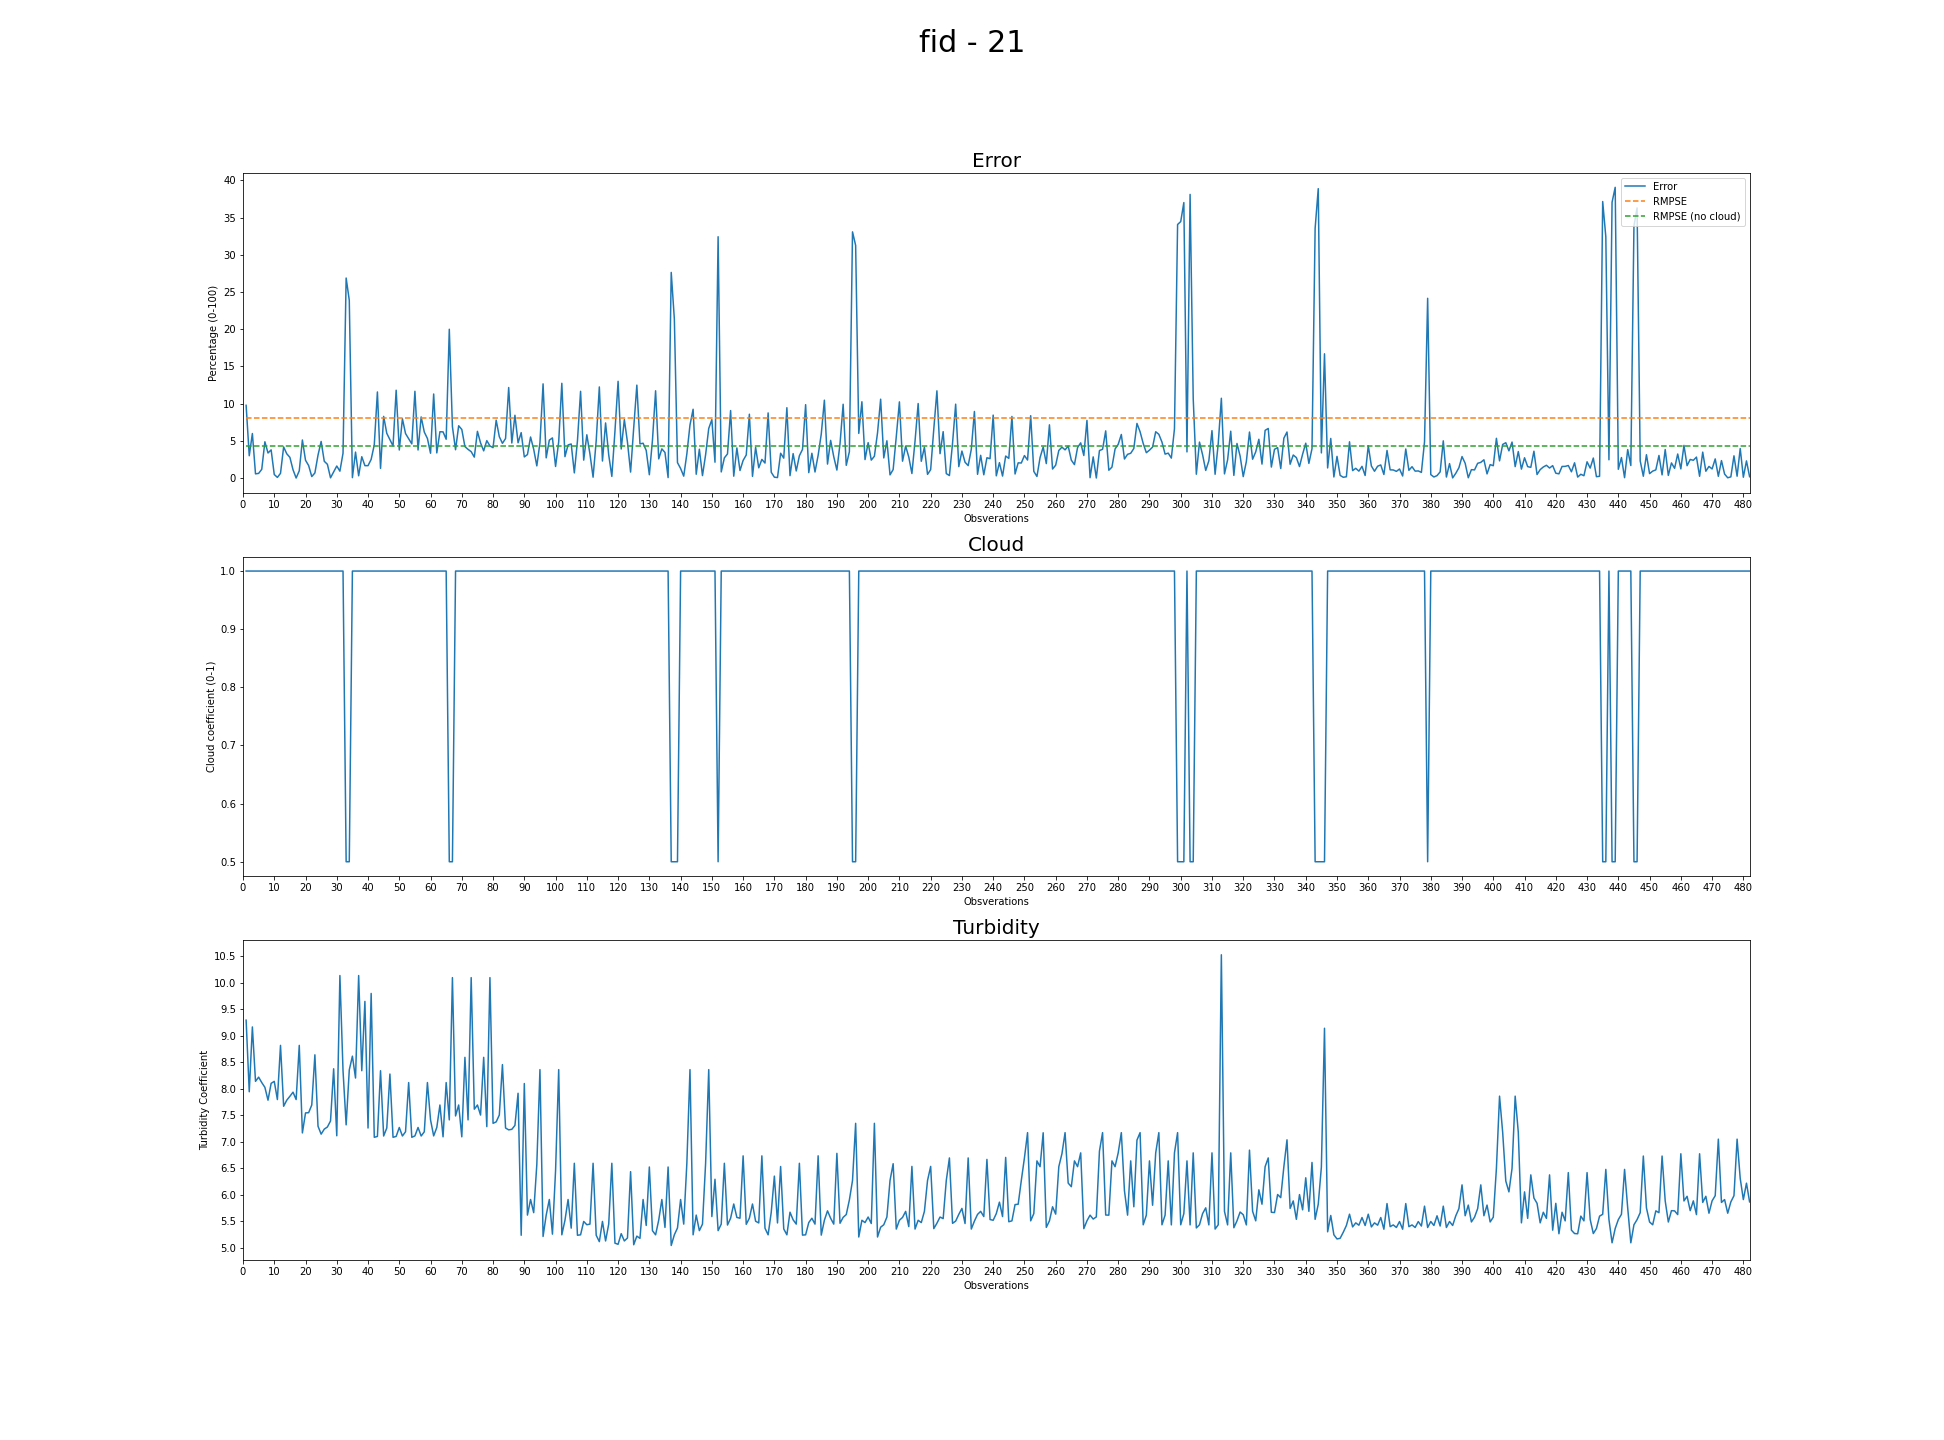 fid - 21
Error
40
35
30
25
20
15
10
5
0
Percentage (0-100)
Error
RMPSE
RMPSE (no cloud)
0 10 20 30 40 50 60 70 80 90 100 110 120 130 140 150 160 170 180 190 200 210 220 230 240 250 260 270 280 290 300 310 320 330 340 350 360 370 380 390 400 410 420 430 440 450 460 470 480
Obsverations
Cloud
1.0
0.9
0.8
0.7
0.6
0.5
Cloud coefficient (0-1)
0 10 20 30 40 50 60 70 80 90 100 110 120 130 140 150 160 170 180 190 200 210 220 230 240 250 260 270 280 290 300 310 320 330 340 350 360 370 380 390 400 410 420 430 440 450 460 470 480
Obsverations
Turbidity
10.5
10.0
9.5
9.0
8.5
8.0
7.5
7.0
6.5
6.0
5.5
5.0
Turbidity Coefficient
0 10 20 30 40 50 60 70 80 90 100 110 120 130 140 150 160 170 180 190 200 210 220 230 240 250 260 270 280 290 300 310 320 330 340 350 360 370 380 390 400 410 420 430 440 450 460 470 480
Obsverations